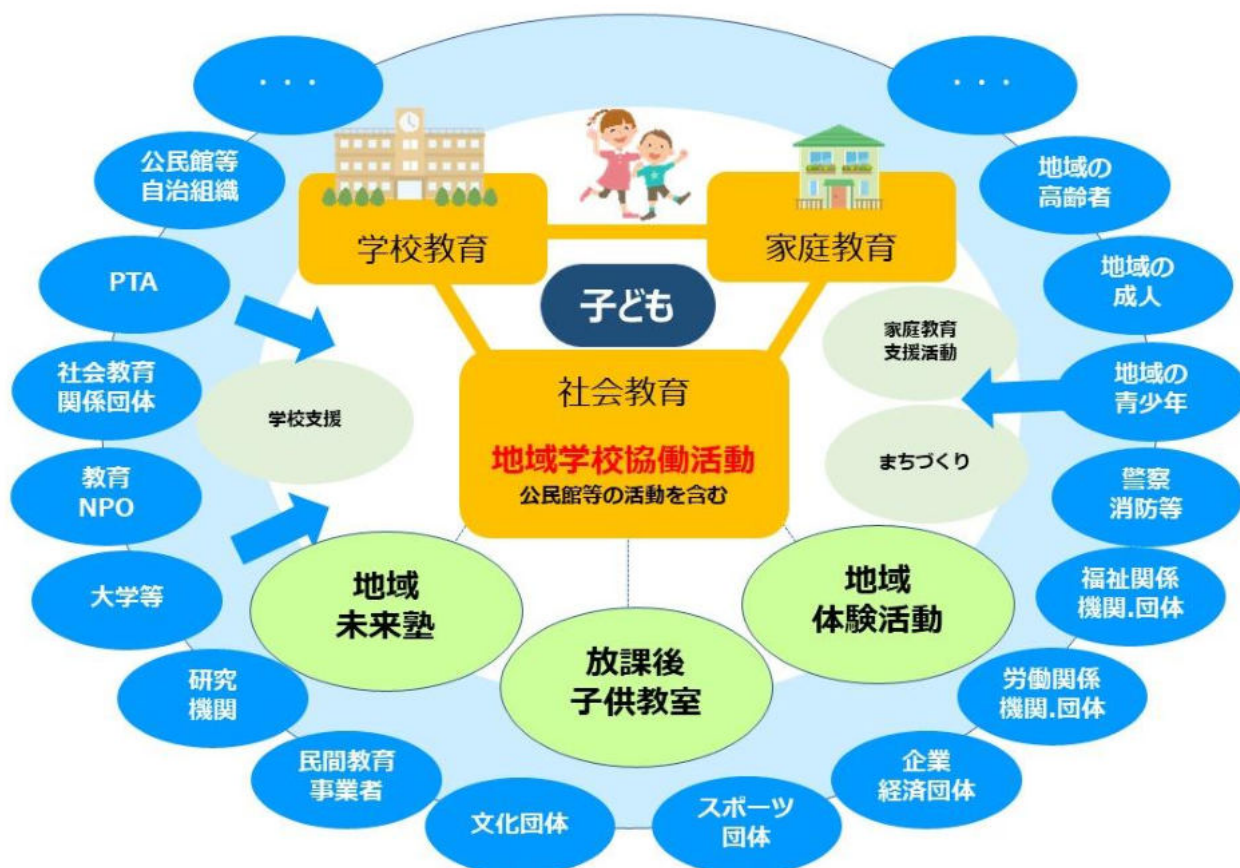 ・・・
・・・
公民館等
自治組織
地域の
高齢者
学校教育
家庭教育
PTA
子ども
地域の
成人
家庭教育
支援活動
社会教育
関係団体
学校支援
社会教育
地域学校協働活動
公民館等の活動を含む
地域の
青少年
まちづくり
教育
NPO
警察
消防等
大学等
地域
未来塾
放課後
子供教室
地域
体験活動
福祉関係
機関.団体
研究
機関
労働関係
機関.団体
民間教育
事業者
文化団体
スポーツ
団体
企業
経済団体